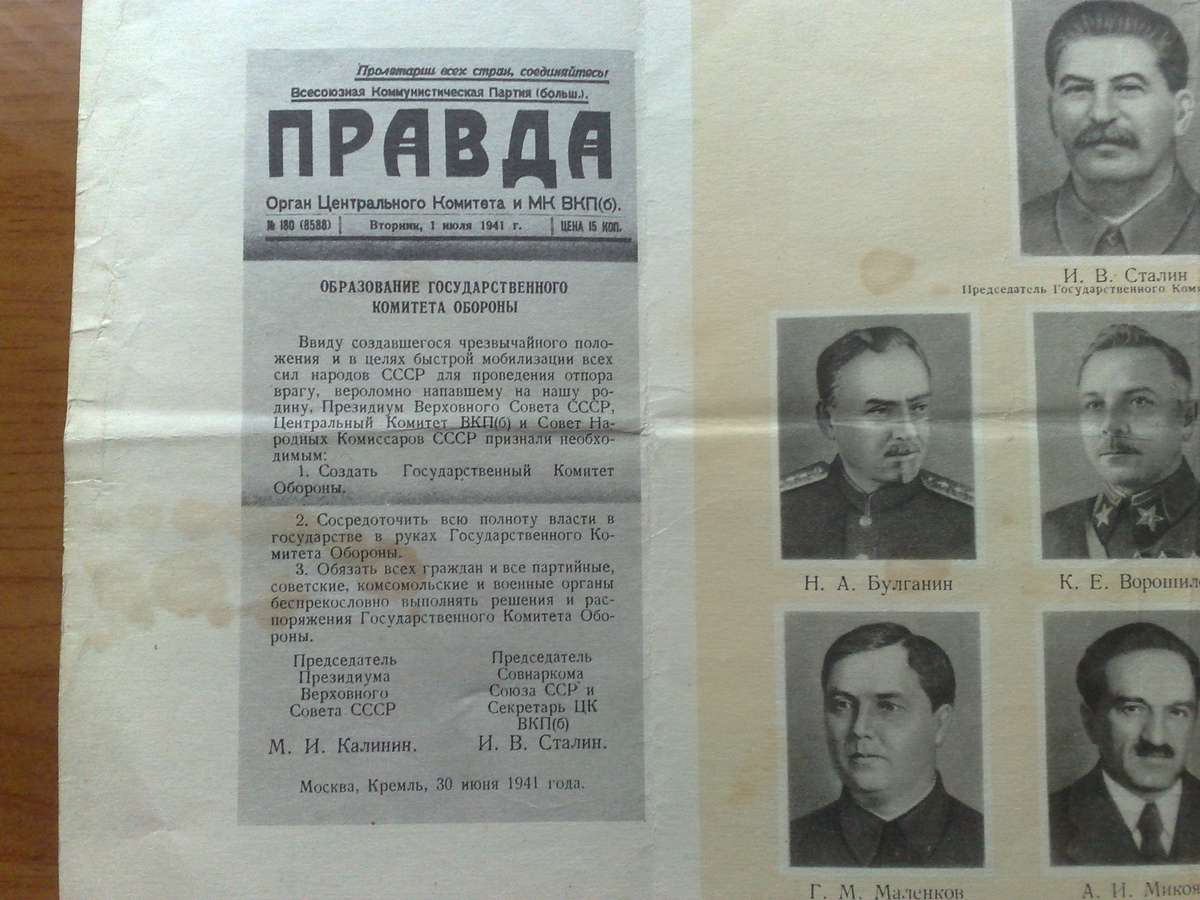 Пролетарии всех стран, соединяйтесь!
Всесоюзная Коммунистическая Партия (больш.).
ПРАВДА
Орган Центрального Комитета и МК ВКП(б).
№ 180 (8588) Вторник, 1 июля 1941 г. ЦЕНА 15 КОП.
ОБРАЗОВАНИЕ ГОСУДАРСТВЕННОГО
КОМИТЕТА ОБОРОНЫ
Ввиду создавшегося чрезвычайного поло-
жения и в целях быстрой мобилизации всех
сил народов СССР для проведения отпора
врагу, вероломно напавшему на нашу ро-
дину, Президиум Верховного Совета СССР,
Центральный Комитет ВКП(б) и Совет На-
родных Комиссаров СССР признали необхо-
димым:
1. Создать Государственный Комитет
Обороны.
2. Сосредоточить всю полноту власти в
государстве в руках Государственного Ко-
митета Обороны.
3. Обязать всех граждан и все партийные,
советские, комсомольские и военные органы
беспрекословно выполнять решения и рас-
поряжения Государственного Комитета Обо-
роны.
Председатель
Президиума
Верховного
Совета СССР
М. И. Калинин.
Председатель
Совнаркома
Союза ССР и
Секретарь ЦК
ВКП(б)
И. В. Сталин.
Москва, Кремль, 30 июня 1941 года.
И. В. Сталин
Председатель Государственного Коми
Н. А. Булганин
К. Е. Ворошило
Г. М. Маленков
А. И. Микоя